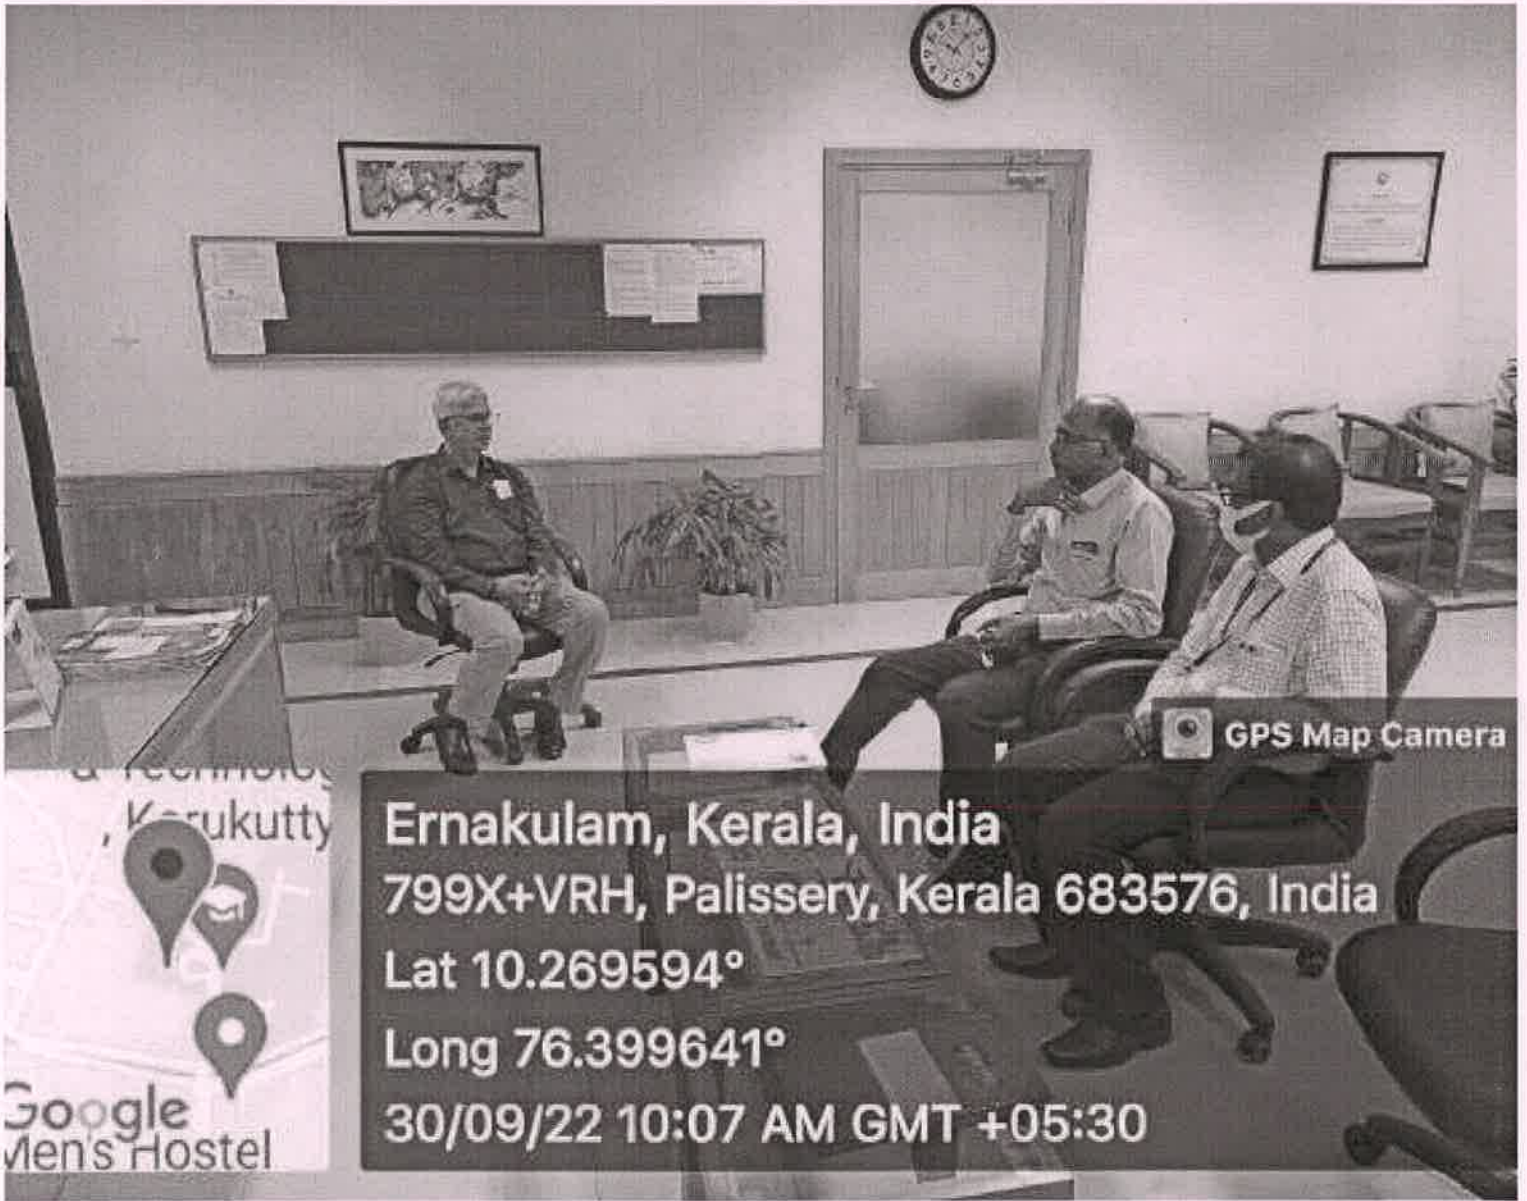 GPS Map Camera
Ernakulam, Kerala, India
799X+VRH, Palissery, Kerala 683576, India
Lat 10.269594°
Long 76.399641°
30/09/22 10:07 AM GMT +05:30
, Karukutty
Google
Men's Hostel